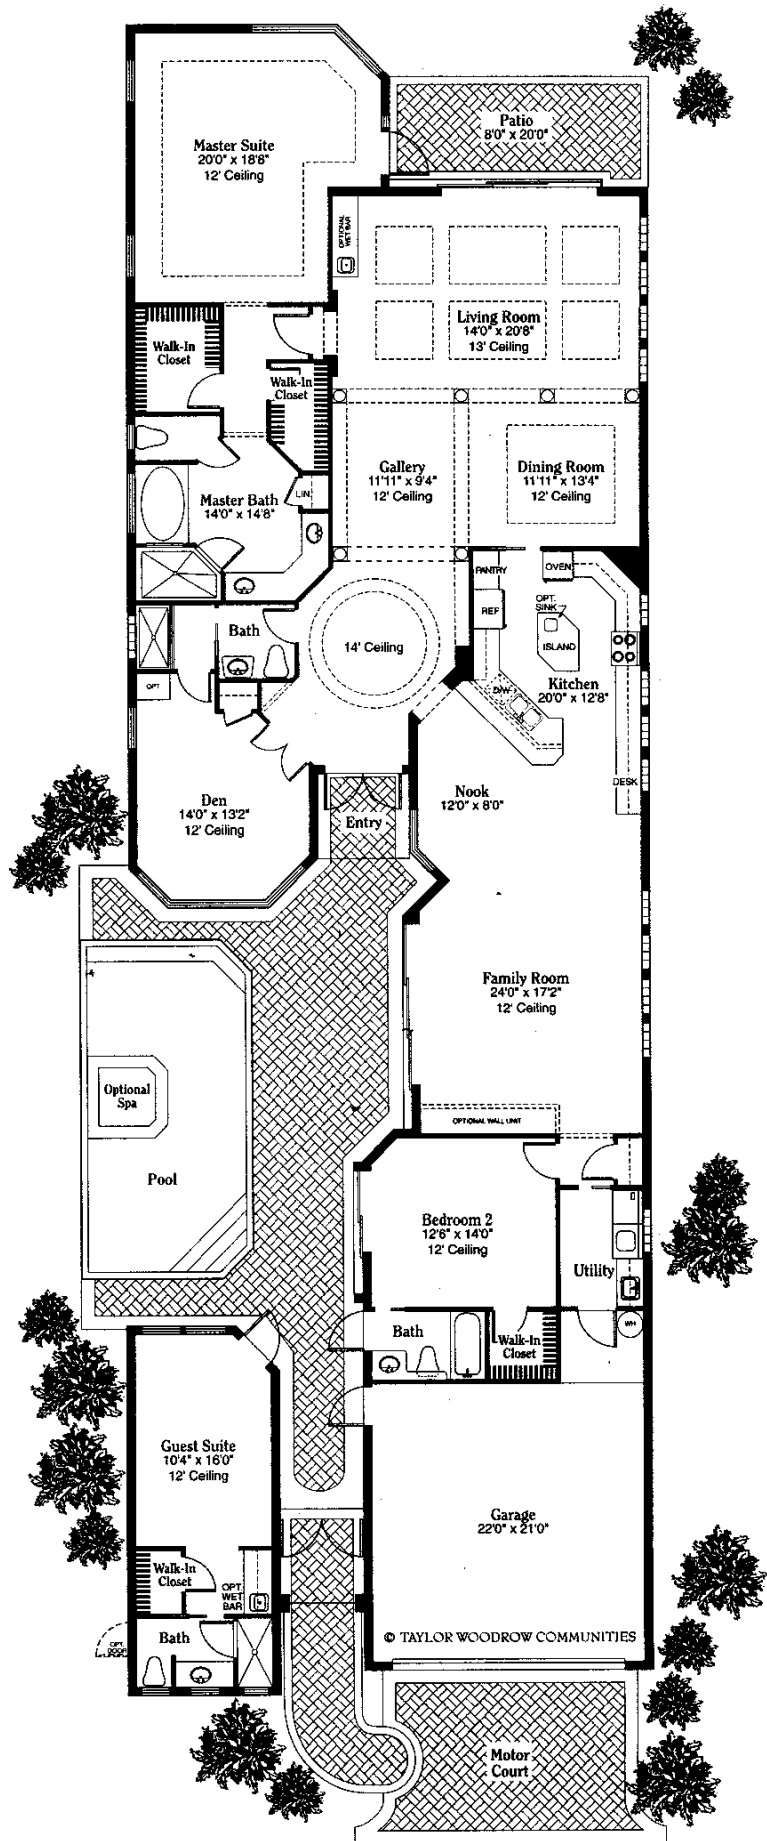 Patio
8'0" x 20'0"
Master Suite
20'0" x 18'8"
12' Ceiling
OPTIONAL
WET BAR
Living Room
14'0" x 20'8"
13' Ceiling
Walk-In
Closet
Walk-In
Closet
Gallery
11'11" x 9'4"
12' Ceiling
Dining Room
11'11" x 13'4"
12' Ceiling
Master Bath
14'0" x 14'8"
LIN
PANTRY
OVEN
REF
OPT.
SINK
ISLAND
Bath
14' Ceiling
OPT
D/W
Kitchen
20'0" x 12'8"
DESK
Nook
12'0" x 8'0"
Den
14'0" x 13'2"
12' Ceiling
Entry
Family Room
24'0" x 17'2"
12' Ceiling
Optional
Spa
OPTIONAL WALL UNIT
Pool
Bedroom 2
12'6" x 14'0"
12' Ceiling
Utility
Bath
Walk-In
Closet
WH
Guest Suite
10'4" x 16'0"
12' Ceiling
Garage
22'0" x 21'0"
Walk-In
Closet
OPT.
WET
BAR
OPT.
DOOR
Bath
© TAYLOR WOODROW COMMUNITIES
Motor
Court